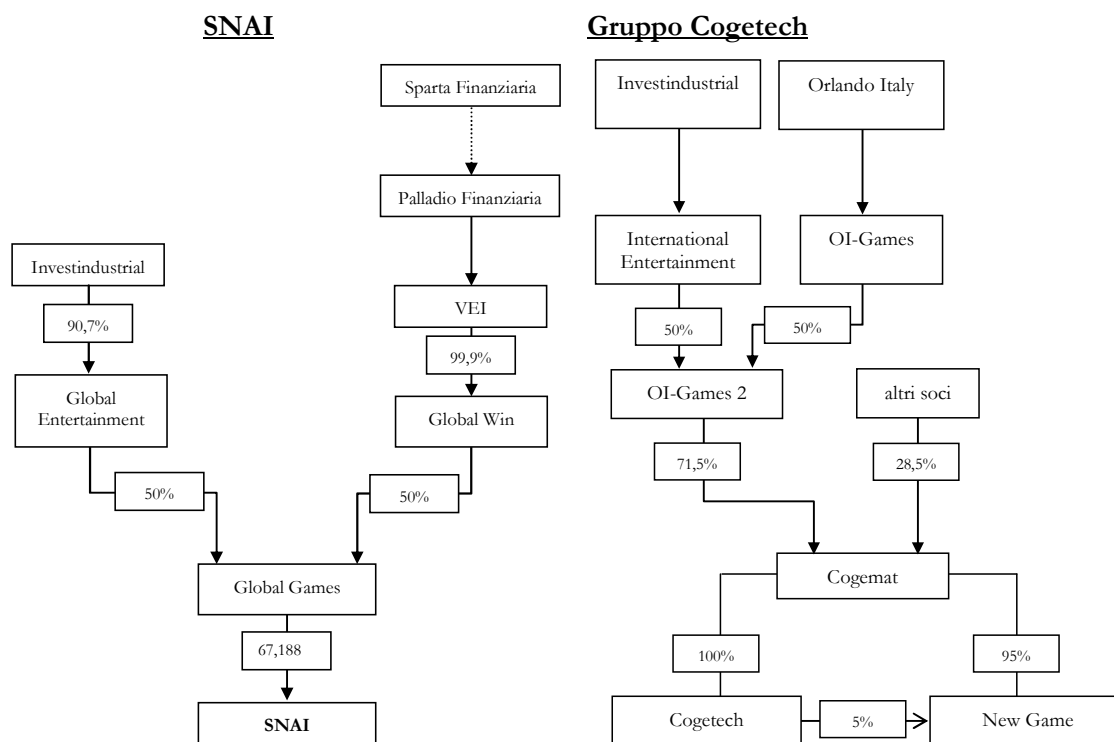 SNAI
Gruppo Cogetech
Sparta Finanziaria
Palladio Finanziaria
Investindustrial
90,7%
VEI
99,9%
Global
Entertainment
Global Win
50%
50%
Global Games
67,188
SNAI
Investindustrial
Orlando Italy
International
Entertainment
OI-Games
50%
50%
OI-Games 2
altri soci
71,5%
28,5%
Cogemat
100%
95%
Cogetech
5%
New Game